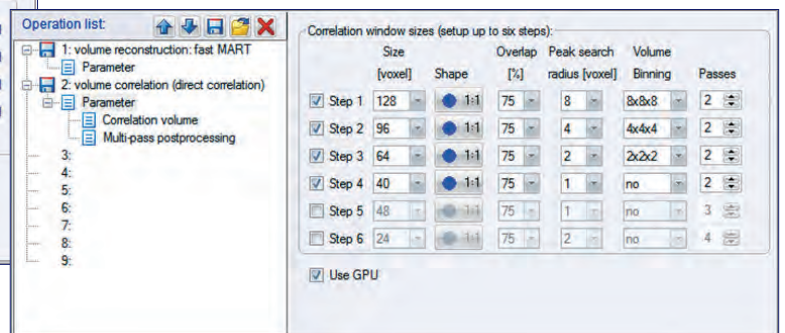 Operation list:
1: volume reconstruction: fast MART
Parameter
2: volume correlation (direct correlation)
Parameter
Correlation volume
Multi-pass postprocessing
3:
4:
5:
6:
7:
8:
9:
Correlation window sizes (setup up to six steps):
Size Overlap Peak search Volume
[voxel] Shape [%] radius [voxel] Binning Passes
Step 1 128 1:1 75 8 8x8x8 2
Step 2 96 1:1 75 4 4x4x4 2
Step 3 64 1:1 75 2 2x2x2 2
Step 4 40 1:1 75 1 no 2
Step 5 48 1:1 75 1 no 3
Step 6 24 1:1 75 2 no 4
Use GPU